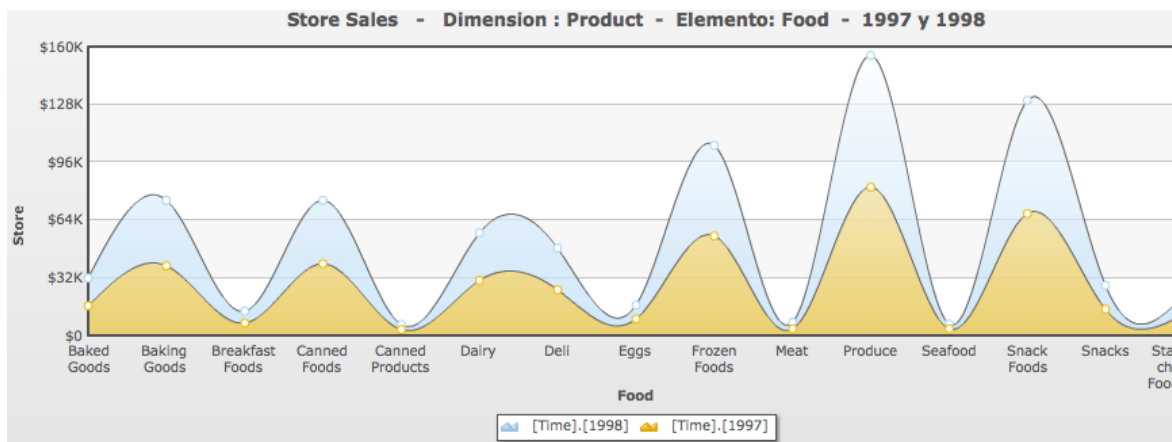 Store Sales - Dimension : Product - Elemento: Food - 1997 y 1998
$160K
$128K
$96K
$64K
$32K
$0
Store
Baked Goods
Baking Goods
Breakfast Foods
Canned Foods
Canned Products
Dairy
Deli
Eggs
Frozen Foods
Meat
Produce
Seafood
Snack Foods
Snacks
Food
[Time].[1998] [Time].[1997]